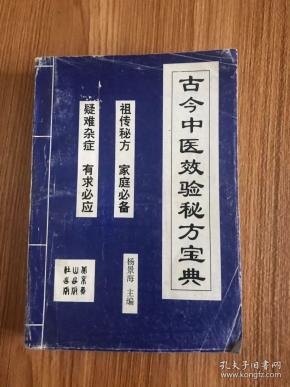 古今中医效验秘方宝典
祖传秘方 家庭必备
疑难杂症 有求必应
杨景海 主编
孔夫子旧书网